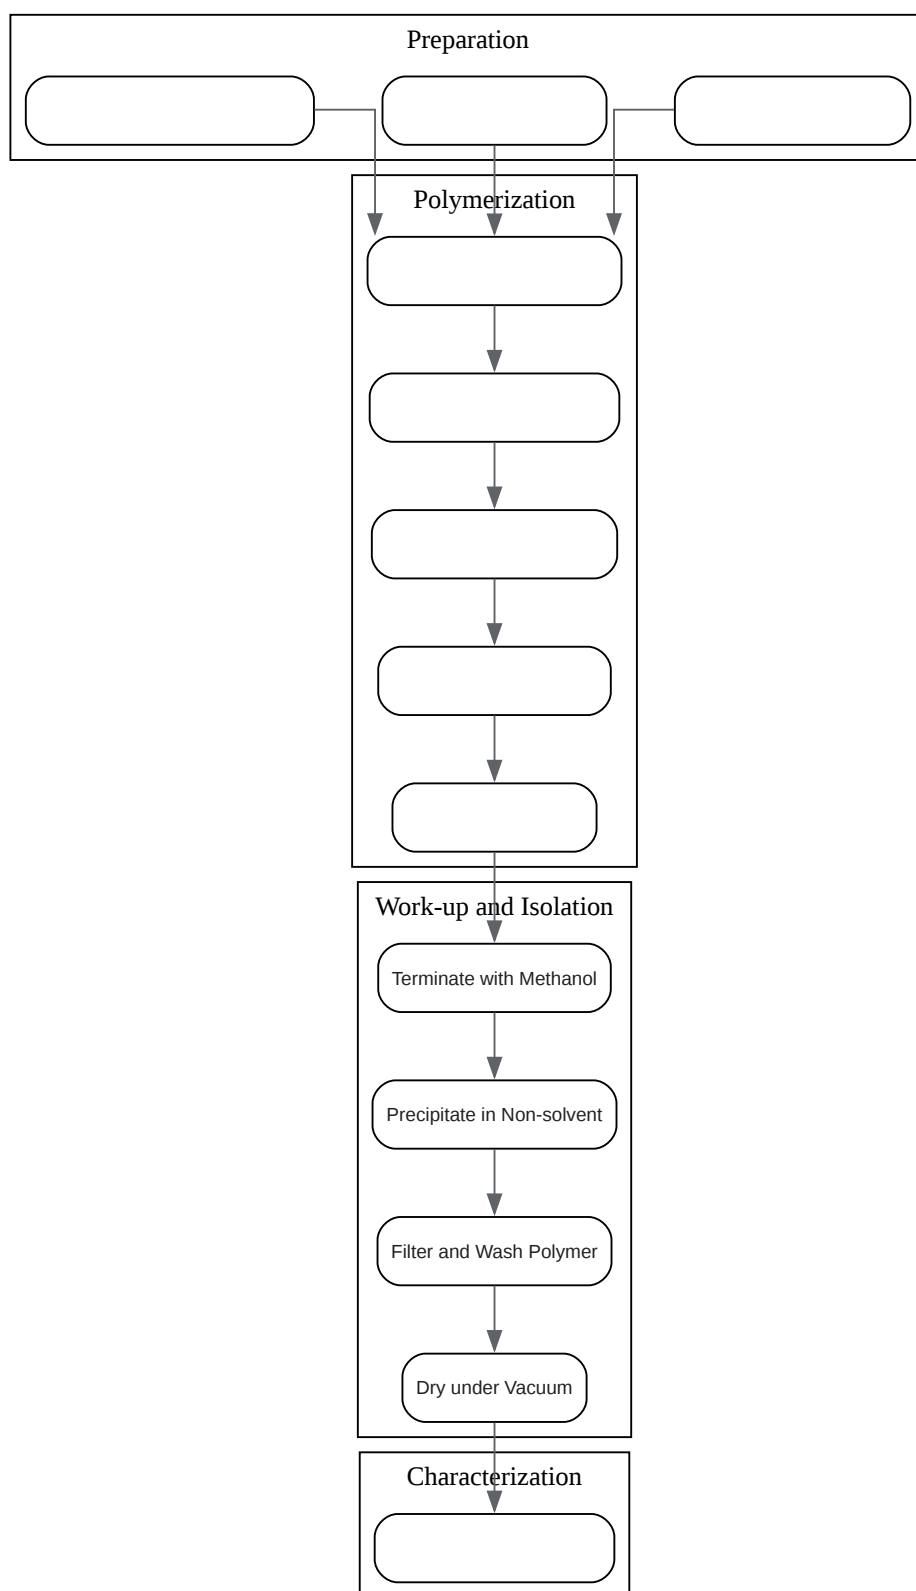 Preparation
Polymerization
Work-up and Isolation
Terminate with Methanol
Precipitate in Non-solvent
Filter and Wash Polymer
Dry under Vacuum
Characterization